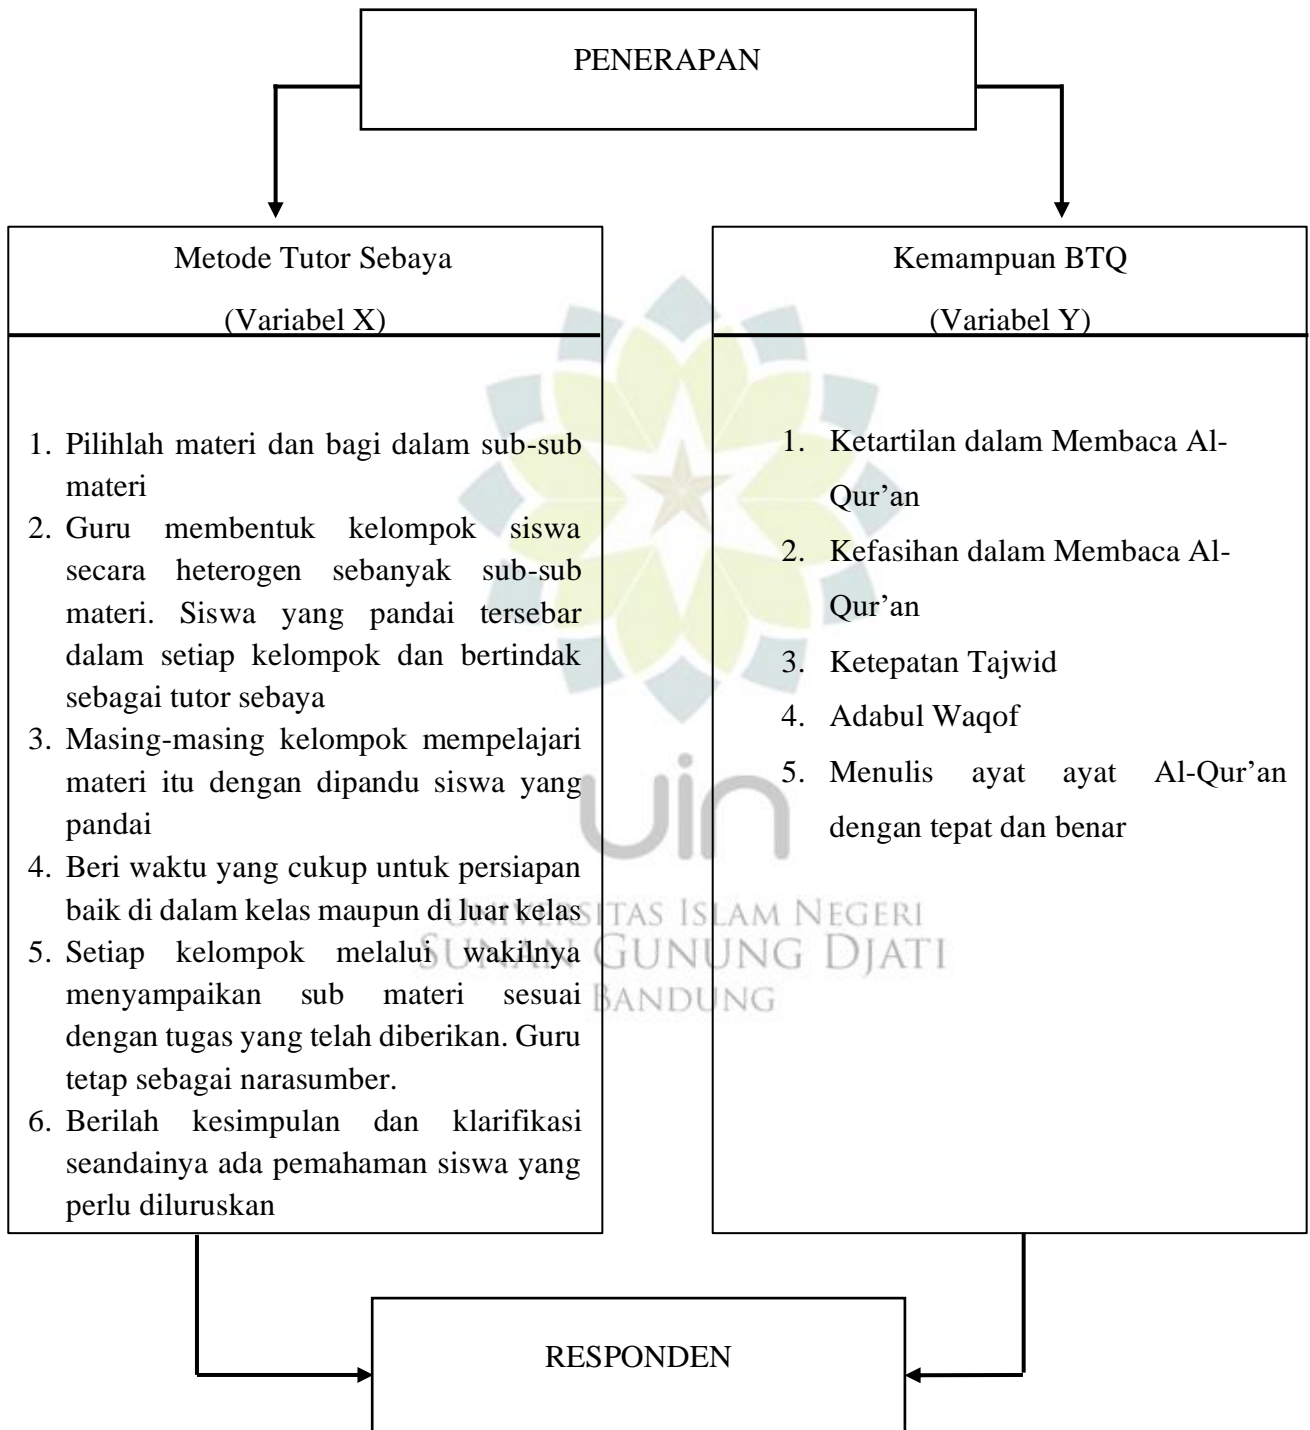 PENERAPAN
Metode Tutor Sebaya
(Variabel X)
1. Pilihlah materi dan bagi dalam sub-sub
materi
2. Guru membentuk kelompok siswa
secara heterogen sebanyak sub-sub
materi. Siswa yang pandai tersebar
dalam setiap kelompok dan bertindak
sebagai tutor sebaya
3. Masing-masing kelompok mempelajari
materi itu dengan dipandu siswa yang
pandai
4. Beri waktu yang cukup untuk persiapan
baik di dalam kelas maupun di luar kelas
5. Setiap kelompok melalui wakilnya
menyampaikan sub materi sesuai
dengan tugas yang telah diberikan. Guru
tetap sebagai narasumber.
6. Berilah kesimpulan dan klarifikasi
seandainya ada pemahaman siswa yang
perlu diluruskan
Kemampuan BTQ
(Variabel Y)
1. Ketartilan dalam Membaca Al-
Qur’an
2. Kefasihan dalam Membaca Al-
Qur’an
3. Ketepatan Tajwid
4. Adabul Waqof
5. Menulis ayat ayat Al-Qur’an
dengan tepat dan benar
uin
UNIVERSITAS ISLAM NEGERI
SUNAN GUNUNG DJATI
BANDUNG
RESPONDEN